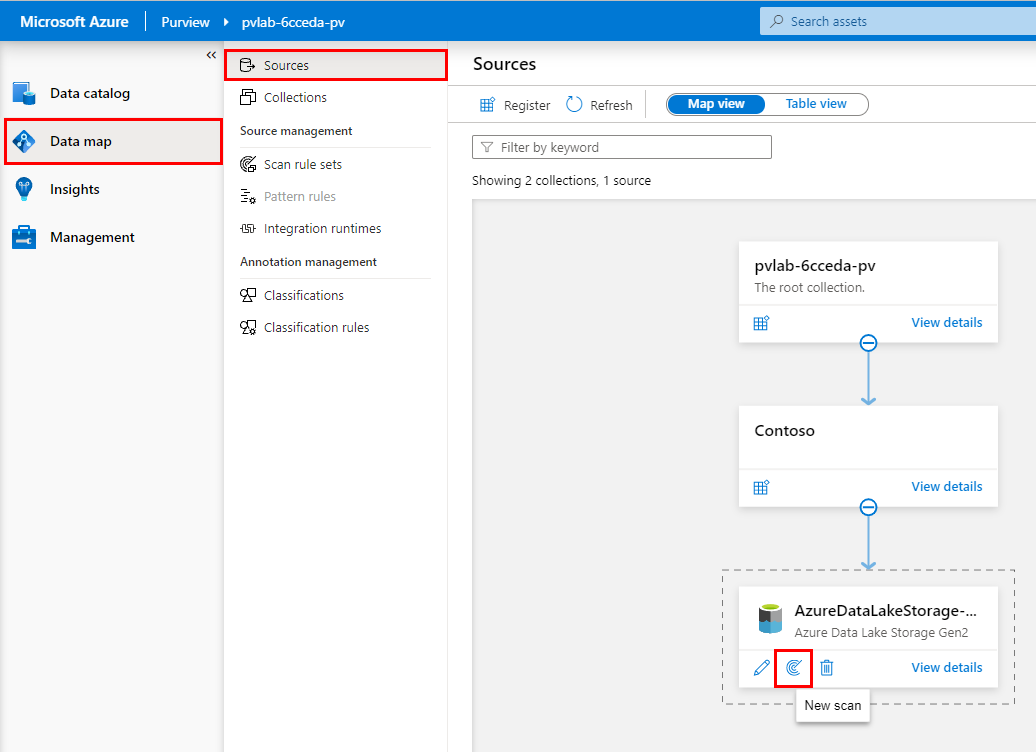 Microsoft Azure
Purview
pvlab-6cceda-pv
Search assets
Data catalog
Data map
Insights
Management
Sources
Collections
Source management
Scan rule sets
Pattern rules
Integration runtimes
Annotation management
Classifications
Classification rules
Sources
Register
Refresh
Map view
Table view
Filter by keyword
Showing 2 collections, 1 source
pvlab-6cceda-pv
The root collection.
View details
Contoso
View details
AzureDataLakeStorage-...
Azure Data Lake Storage Gen2
View details
New scan